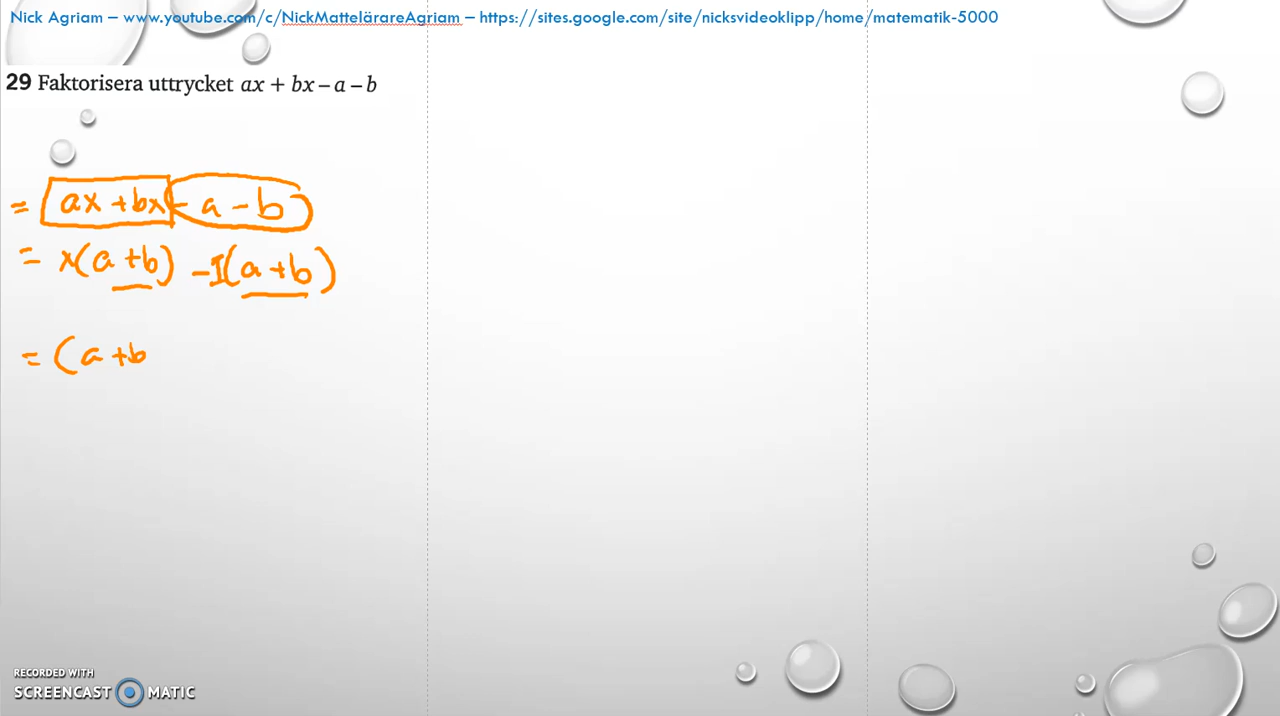 Nick Agriam – www.youtube.com/c/NickMattelärareAgriam – https://sites.google.com/site/nicksvideoklipp/home/matematik-5000
29 Faktorisera uttrycket ax + bx – a – b
= ax + bx - a - b
= x(a + b) - 1(a + b)
= (a + b
RECORDED WITH
SCREENCAST MATIC